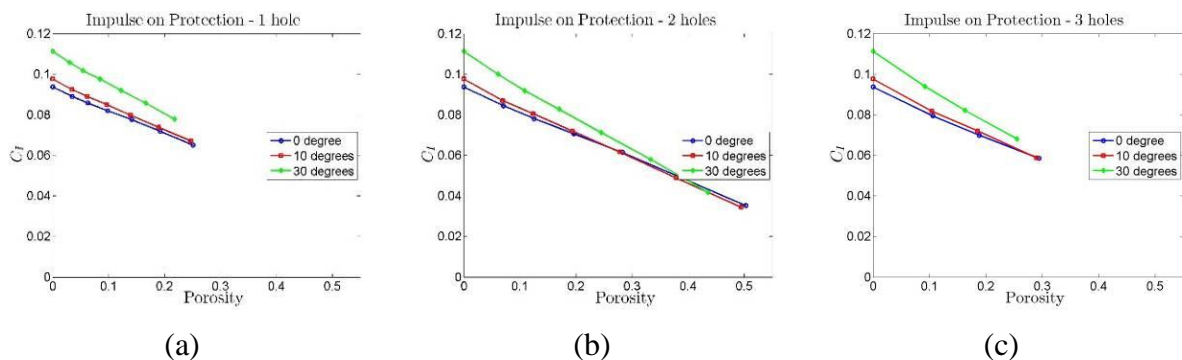 Impulse on Protection - 1 hole
0.12
0.1
0.08
0.06
0.04
0.02
0
C_I
0 degree
10 degrees
30 degrees
0 0.1 0.2 0.3 0.4 0.5
Porosity
(a)
Impulse on Protection - 2 holes
0.12
0.1
0.08
0.06
0.04
0.02
0
C_I
0 degree
10 degrees
30 degrees
0 0.1 0.2 0.3 0.4 0.5
Porosity
(b)
Impulse on Protection - 3 holes
0.12
0.1
0.08
0.06
0.04
0.02
0
C_I
0 degree
10 degrees
30 degrees
0 0.1 0.2 0.3 0.4 0.5
Porosity
(c)